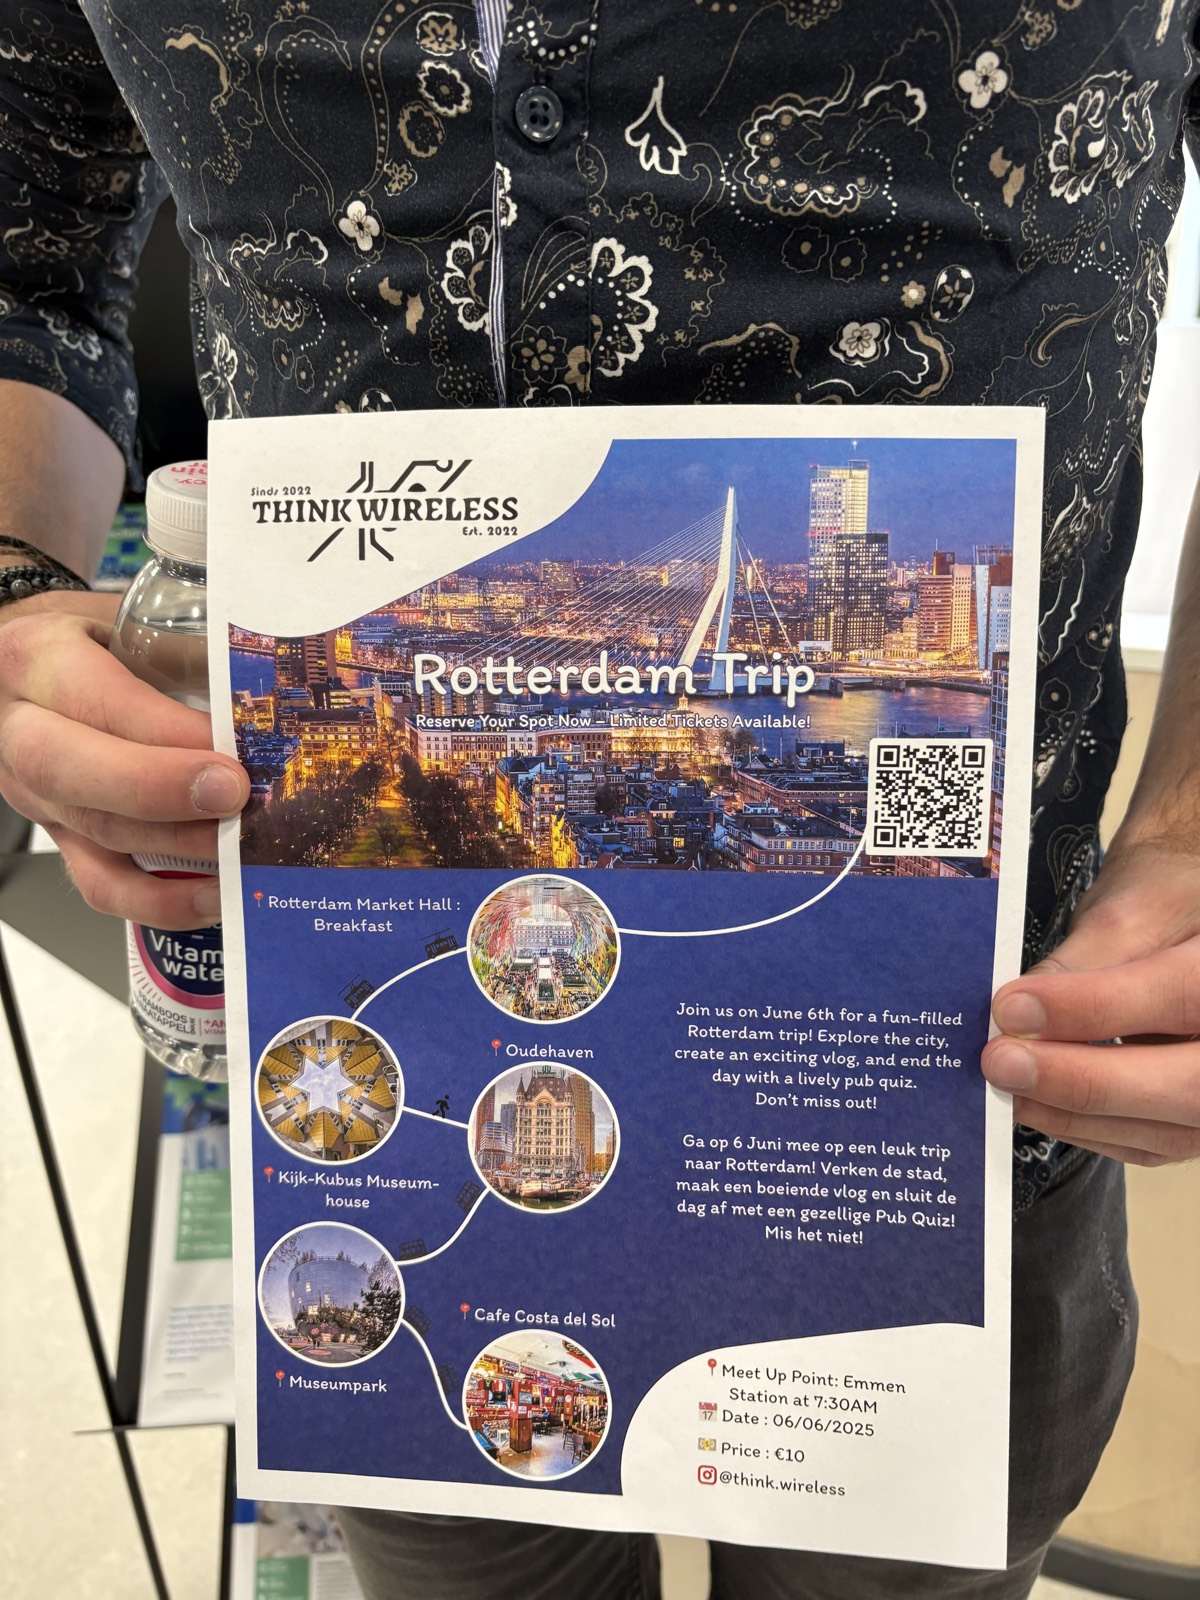 Sinds 2022
THINK WIRELESS
Est. 2022
Rotterdam Trip
Reserve Your Spot Now – Limited Tickets Available!
Rotterdam Market Hall :
Breakfast
Oudehaven
Kijk-Kubus Museum-
house
Museumpark
Cafe Costa del Sol
Join us on June 6th for a fun-filled
Rotterdam trip! Explore the city,
create an exciting vlog, and end the
day with a lively pub quiz.
Don't miss out!
Ga op 6 Juni mee op een leuk trip
naar Rotterdam! Verken de stad,
maak een boeiende vlog en sluit de
dag af met een gezellige Pub Quiz!
Mis het niet!
Meet Up Point: Emmen
Station at 7:30AM
17
Date : 06/06/2025
Price : €10
@think.wireless
Vitam
wate